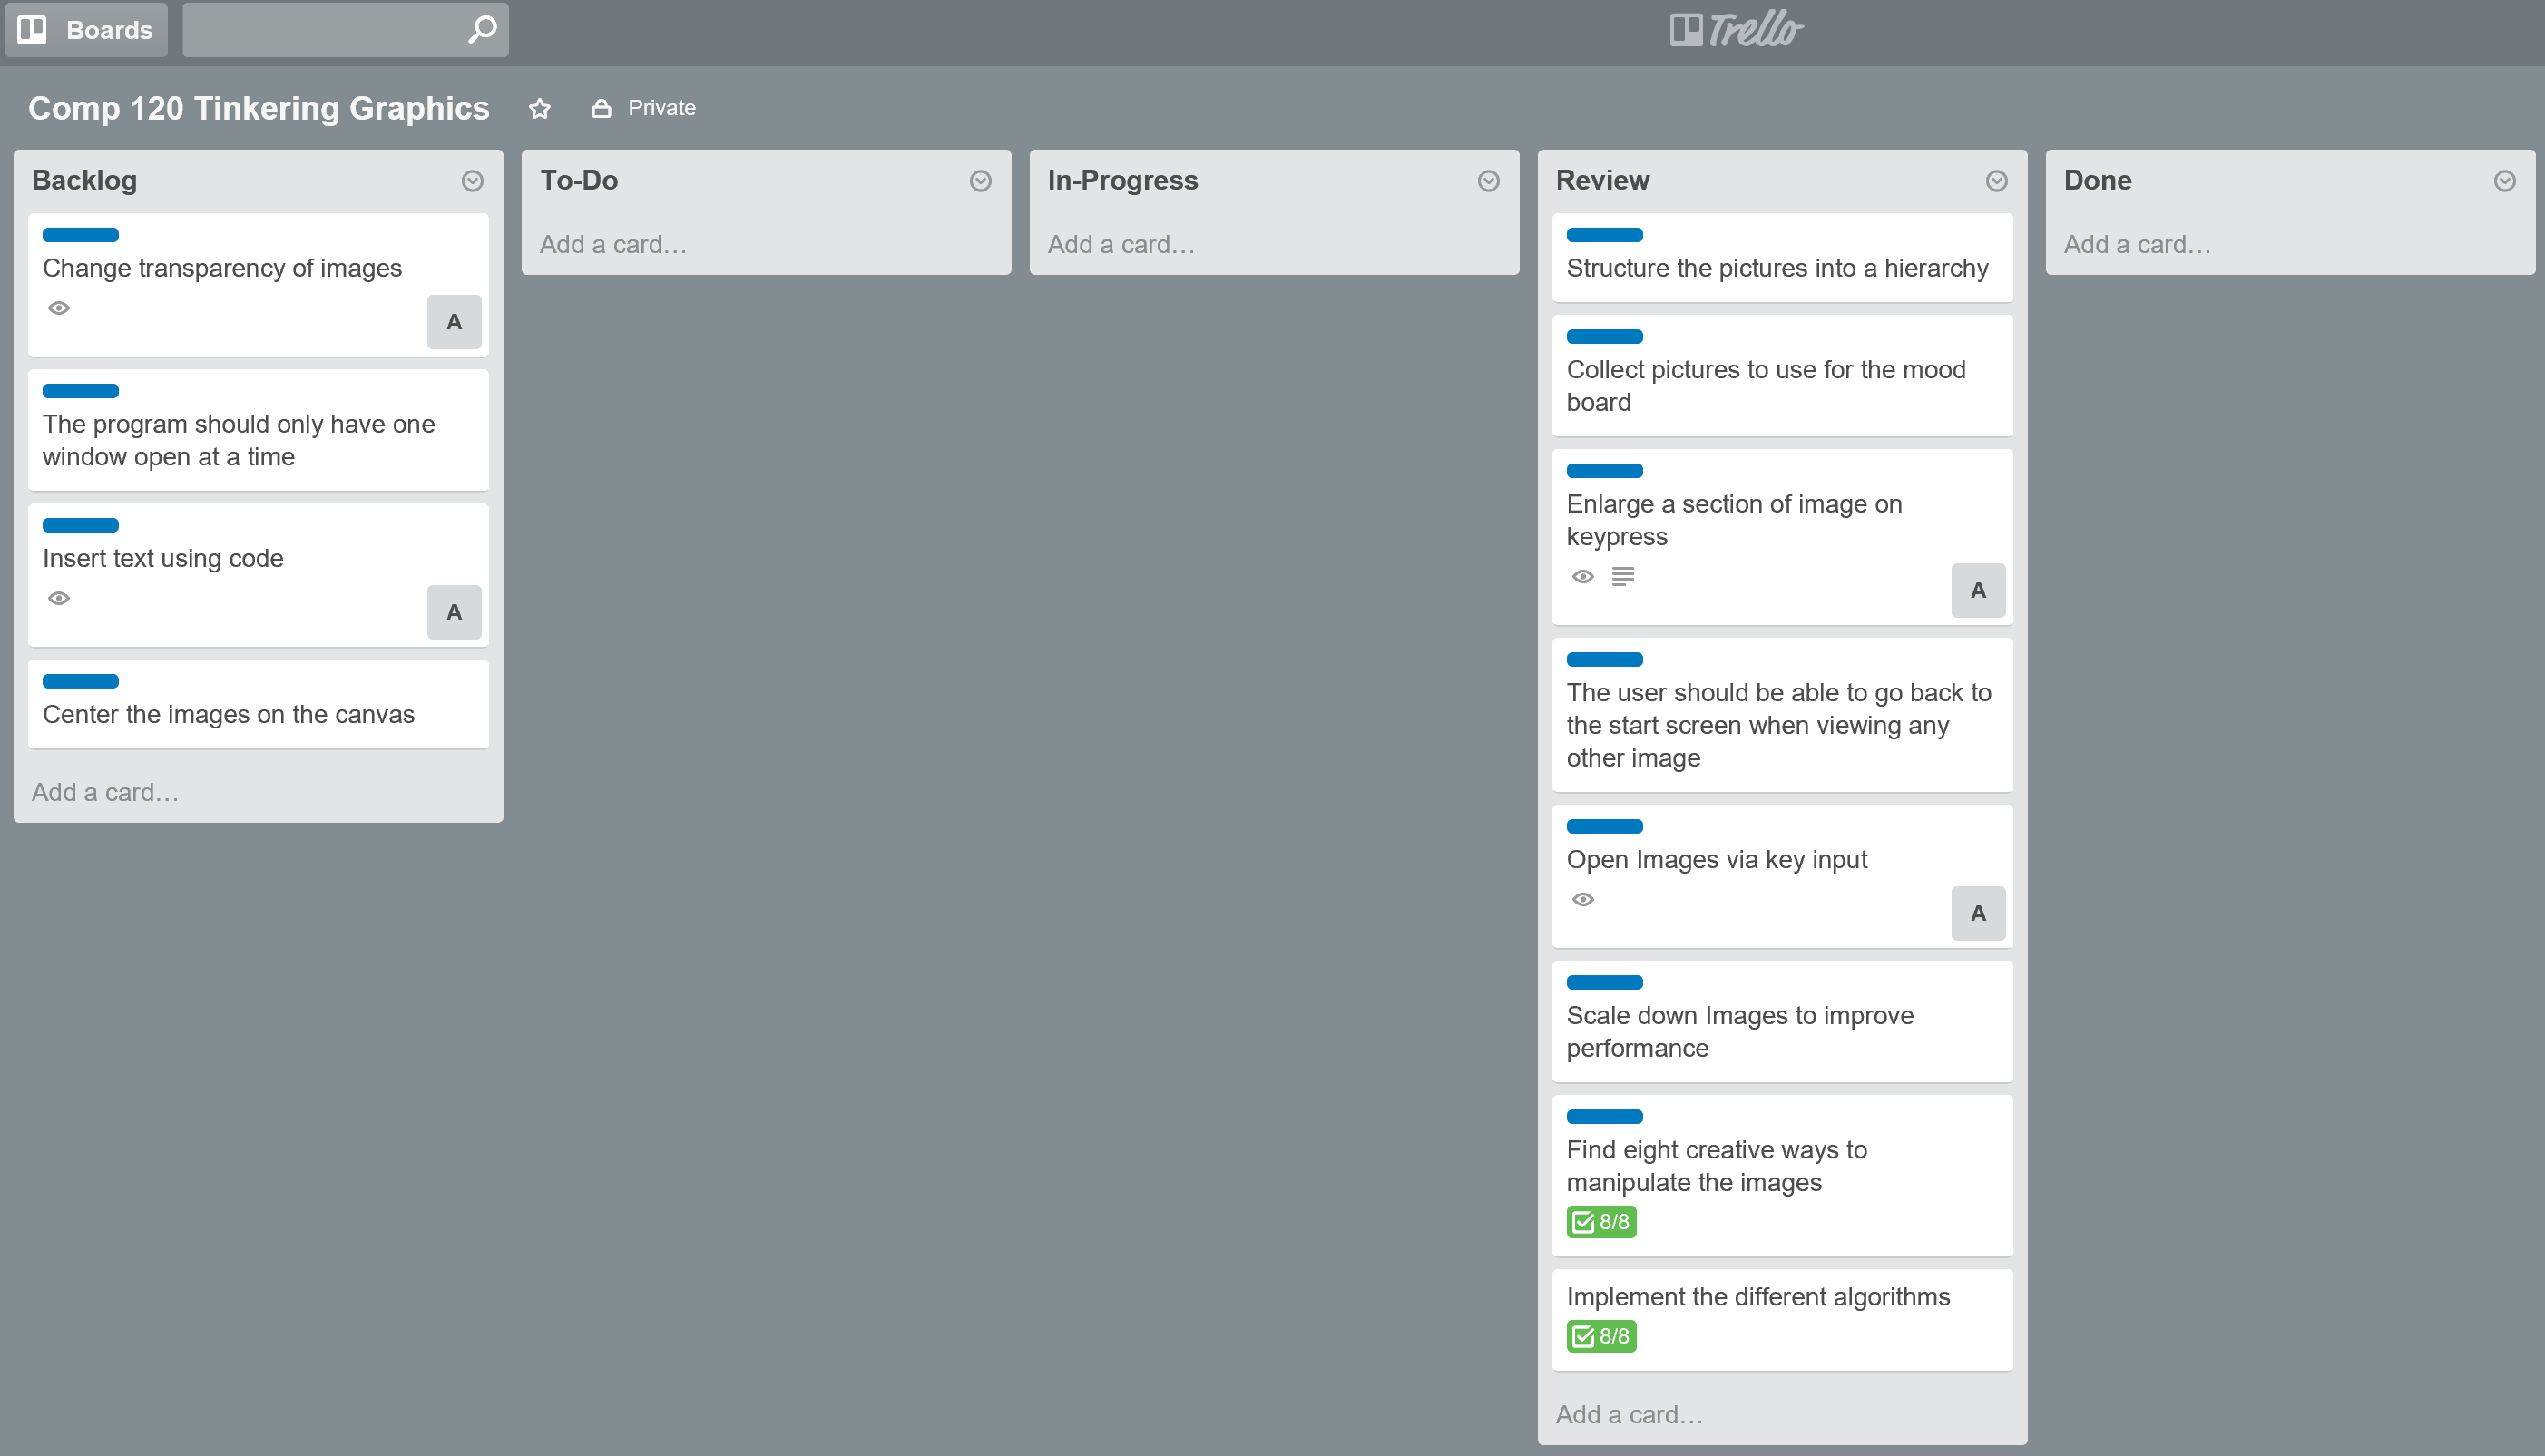 Boards
Trello
Comp 120 Tinkering Graphics
Private
Backlog
Change transparency of images
A
The program should only have one
window open at a time
Insert text using code
A
Center the images on the canvas
Add a card…
To-Do
Add a card…
In-Progress
Add a card…
Review
Structure the pictures into a hierarchy
Collect pictures to use for the mood
board
Enlarge a section of image on
keypress
A
The user should be able to go back to
the start screen when viewing any
other image
Open Images via key input
A
Scale down Images to improve
performance
Find eight creative ways to
manipulate the images
8/8
Implement the different algorithms
8/8
Add a card…
Done
Add a card…